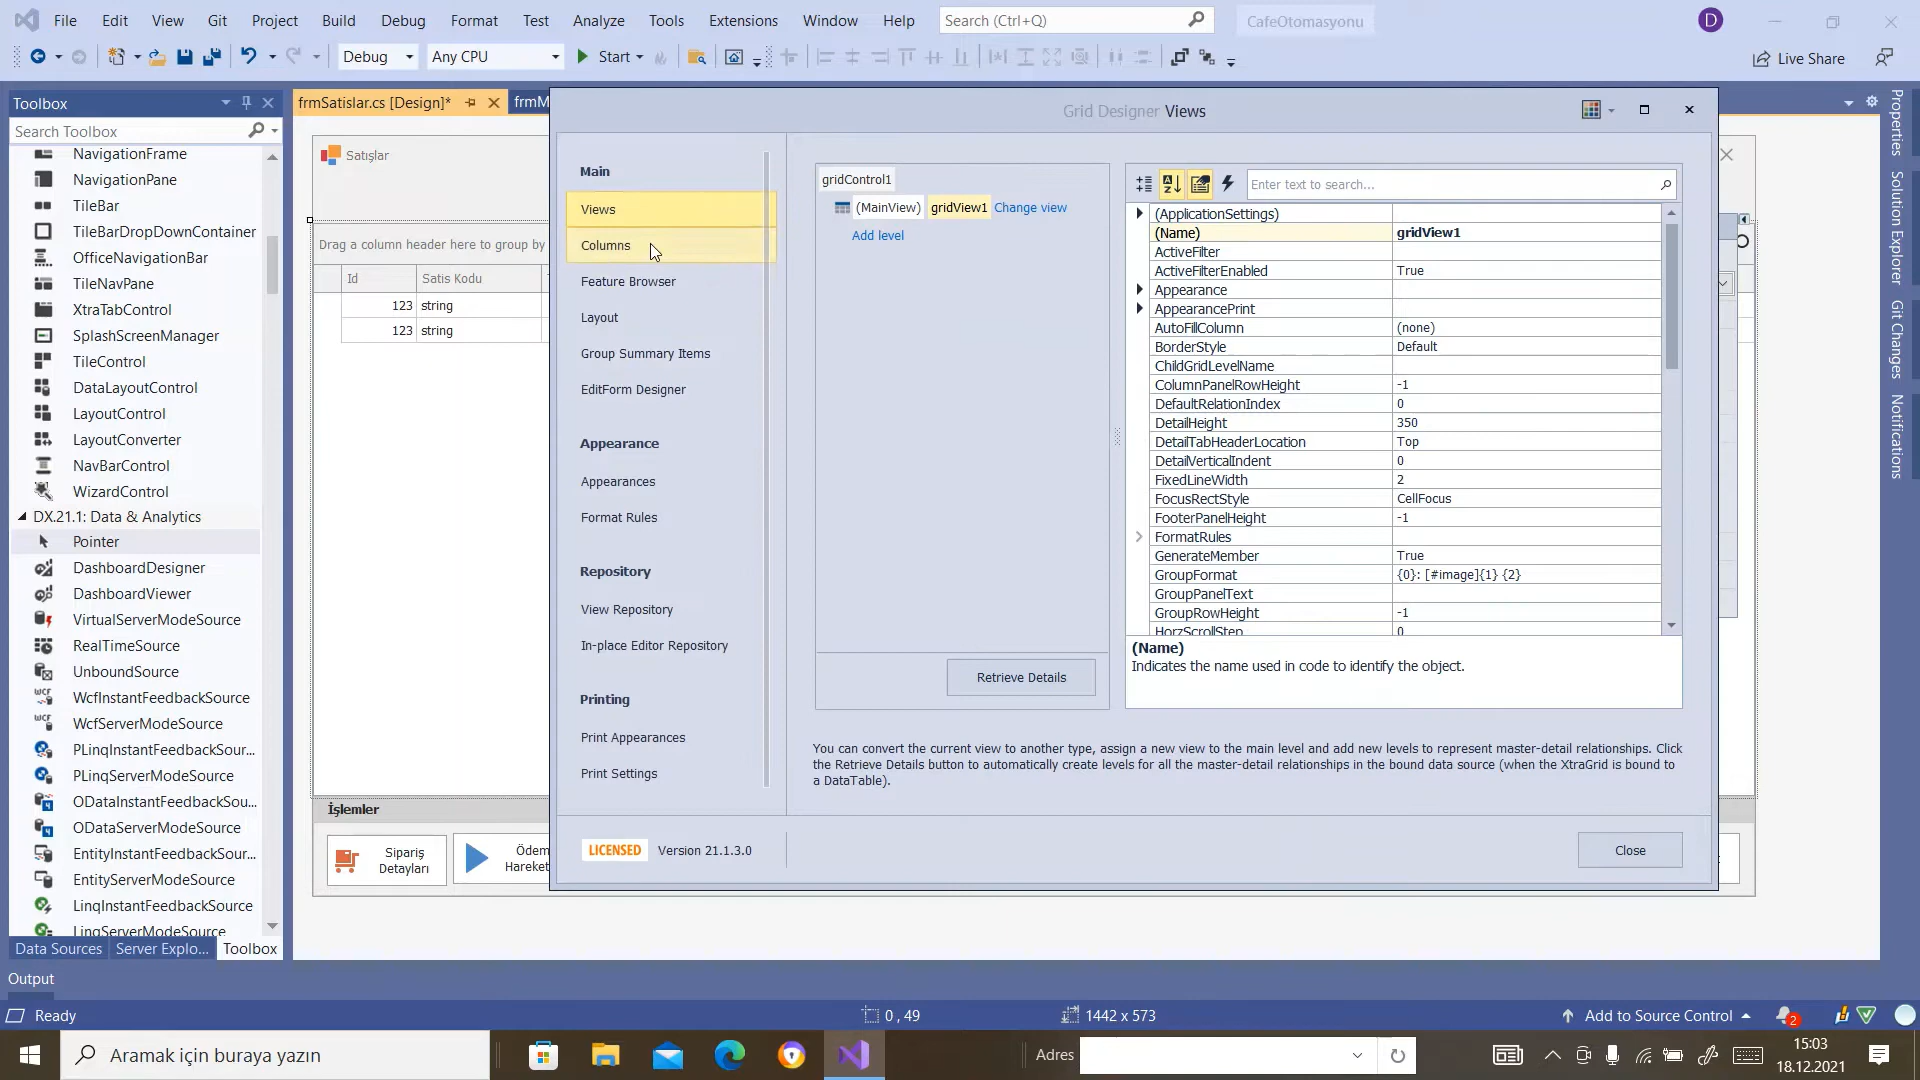 File Edit View Git Project Build Debug Format Test Analyze Tools Extensions Window Help Search (Ctrl+Q) CafeOtomasyonu D
Debug Any CPU Start Live Share
Toolbox
Search Toolbox
NavigationFrame
NavigationPane
TileBar
TileBarDropDownContainer
OfficeNavigationBar
TileNavPane
XtraTabControl
SplashScreenManager
TileControl
DataLayoutControl
LayoutControl
LayoutConverter
NavBarControl
WizardControl
DX.21.1: Data & Analytics
Pointer
DashboardDesigner
DashboardViewer
VirtualServerModeSource
RealTimeSource
UnboundSource
WcfInstantFeedbackSource
WcfServerModeSource
PLinqInstantFeedbackSour...
PLinqServerModeSource
ODataInstantFeedbackSou...
ODataServerModeSource
EntityInstantFeedbackSour...
EntityServerModeSource
LinqInstantFeedbackSource
LinqServerModeSource
Data Sources Server Explo... Toolbox
frmSatislar.cs [Design]* frmM
Satışlar
Drag a column header here to group by
Id Satis Kodu
123 string
123 string
İşlemler
Sipariş
Detayları
Ödem
Hareket
Grid Designer Views
Main
Views
Columns
Feature Browser
Layout
Group Summary Items
EditForm Designer
Appearance
Appearances
Format Rules
Repository
View Repository
In-place Editor Repository
Printing
Print Appearances
Print Settings
LICENSED Version 21.1.3.0
gridControl1
(MainView) gridView1 Change view
Add level
Retrieve Details
Enter text to search...
(ApplicationSettings)
(Name) gridView1
ActiveFilter
ActiveFilterEnabled True
Appearance
AppearancePrint
AutoFillColumn (none)
BorderStyle Default
ChildGridLevelName
ColumnPanelRowHeight -1
DefaultRelationIndex 0
DetailHeight 350
DetailTabHeaderLocation Top
DetailVerticalIndent 0
FixedLineWidth 2
FocusRectStyle CellFocus
FooterPanelHeight -1
FormatRules
GenerateMember True
GroupFormat {0}: [#image]{1} {2}
GroupPanelText
GroupRowHeight -1
HorzScrollStep 0
(Name)
Indicates the name used in code to identify the object.
You can convert the current view to another type, assign a new view to the main level and add new levels to represent master-detail relationships. Click
the Retrieve Details button to automatically create levels for all the master-detail relationships in the bound data source (when the XtraGrid is bound to
a DataTable).
Close
Properties
Solution Explorer
Git Changes
Notifications
Output
Ready 0 , 49 1442 x 573 Add to Source Control 2
Aramak için buraya yazın Adres 15:03
18.12.2021